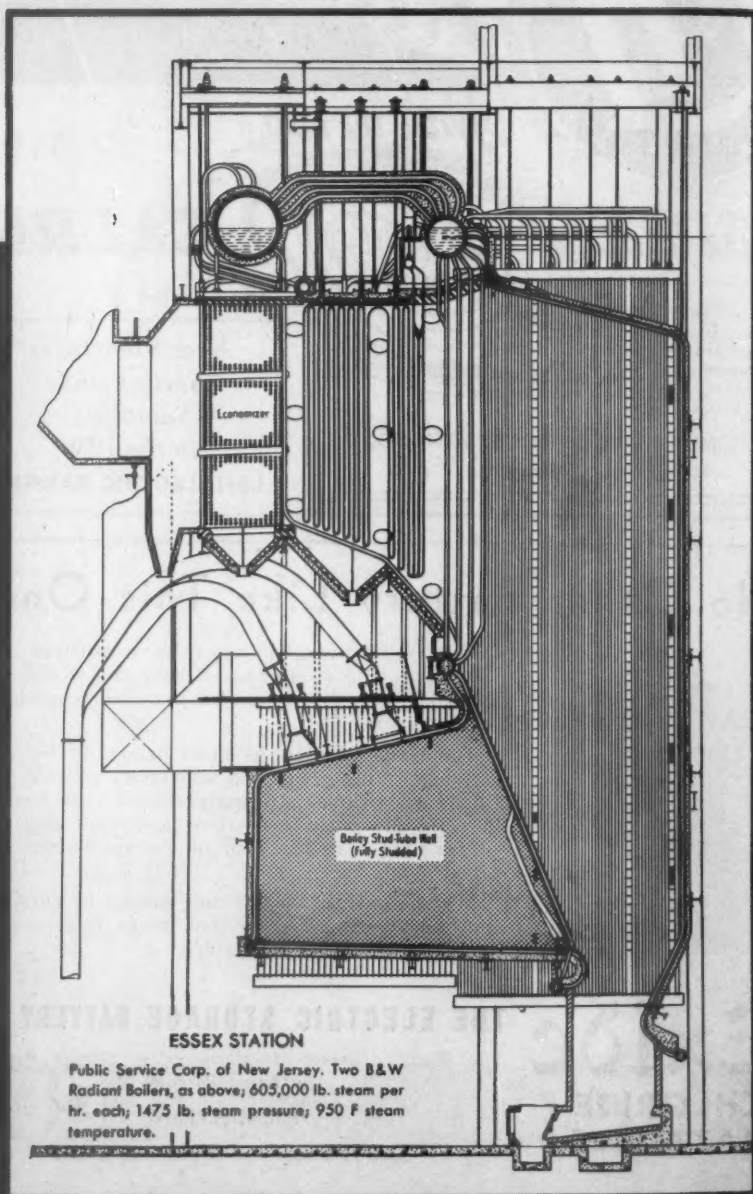 Economizer
Bailey Stud-Tube Wall
(Fully Studded)
ESSEX STATION
Public Service Corp. of New Jersey. Two B&W
Radiant Boilers, as above; 605,000 lb. steam per
hr. each; 1475 lb. steam pressure; 950 F steam
temperature.